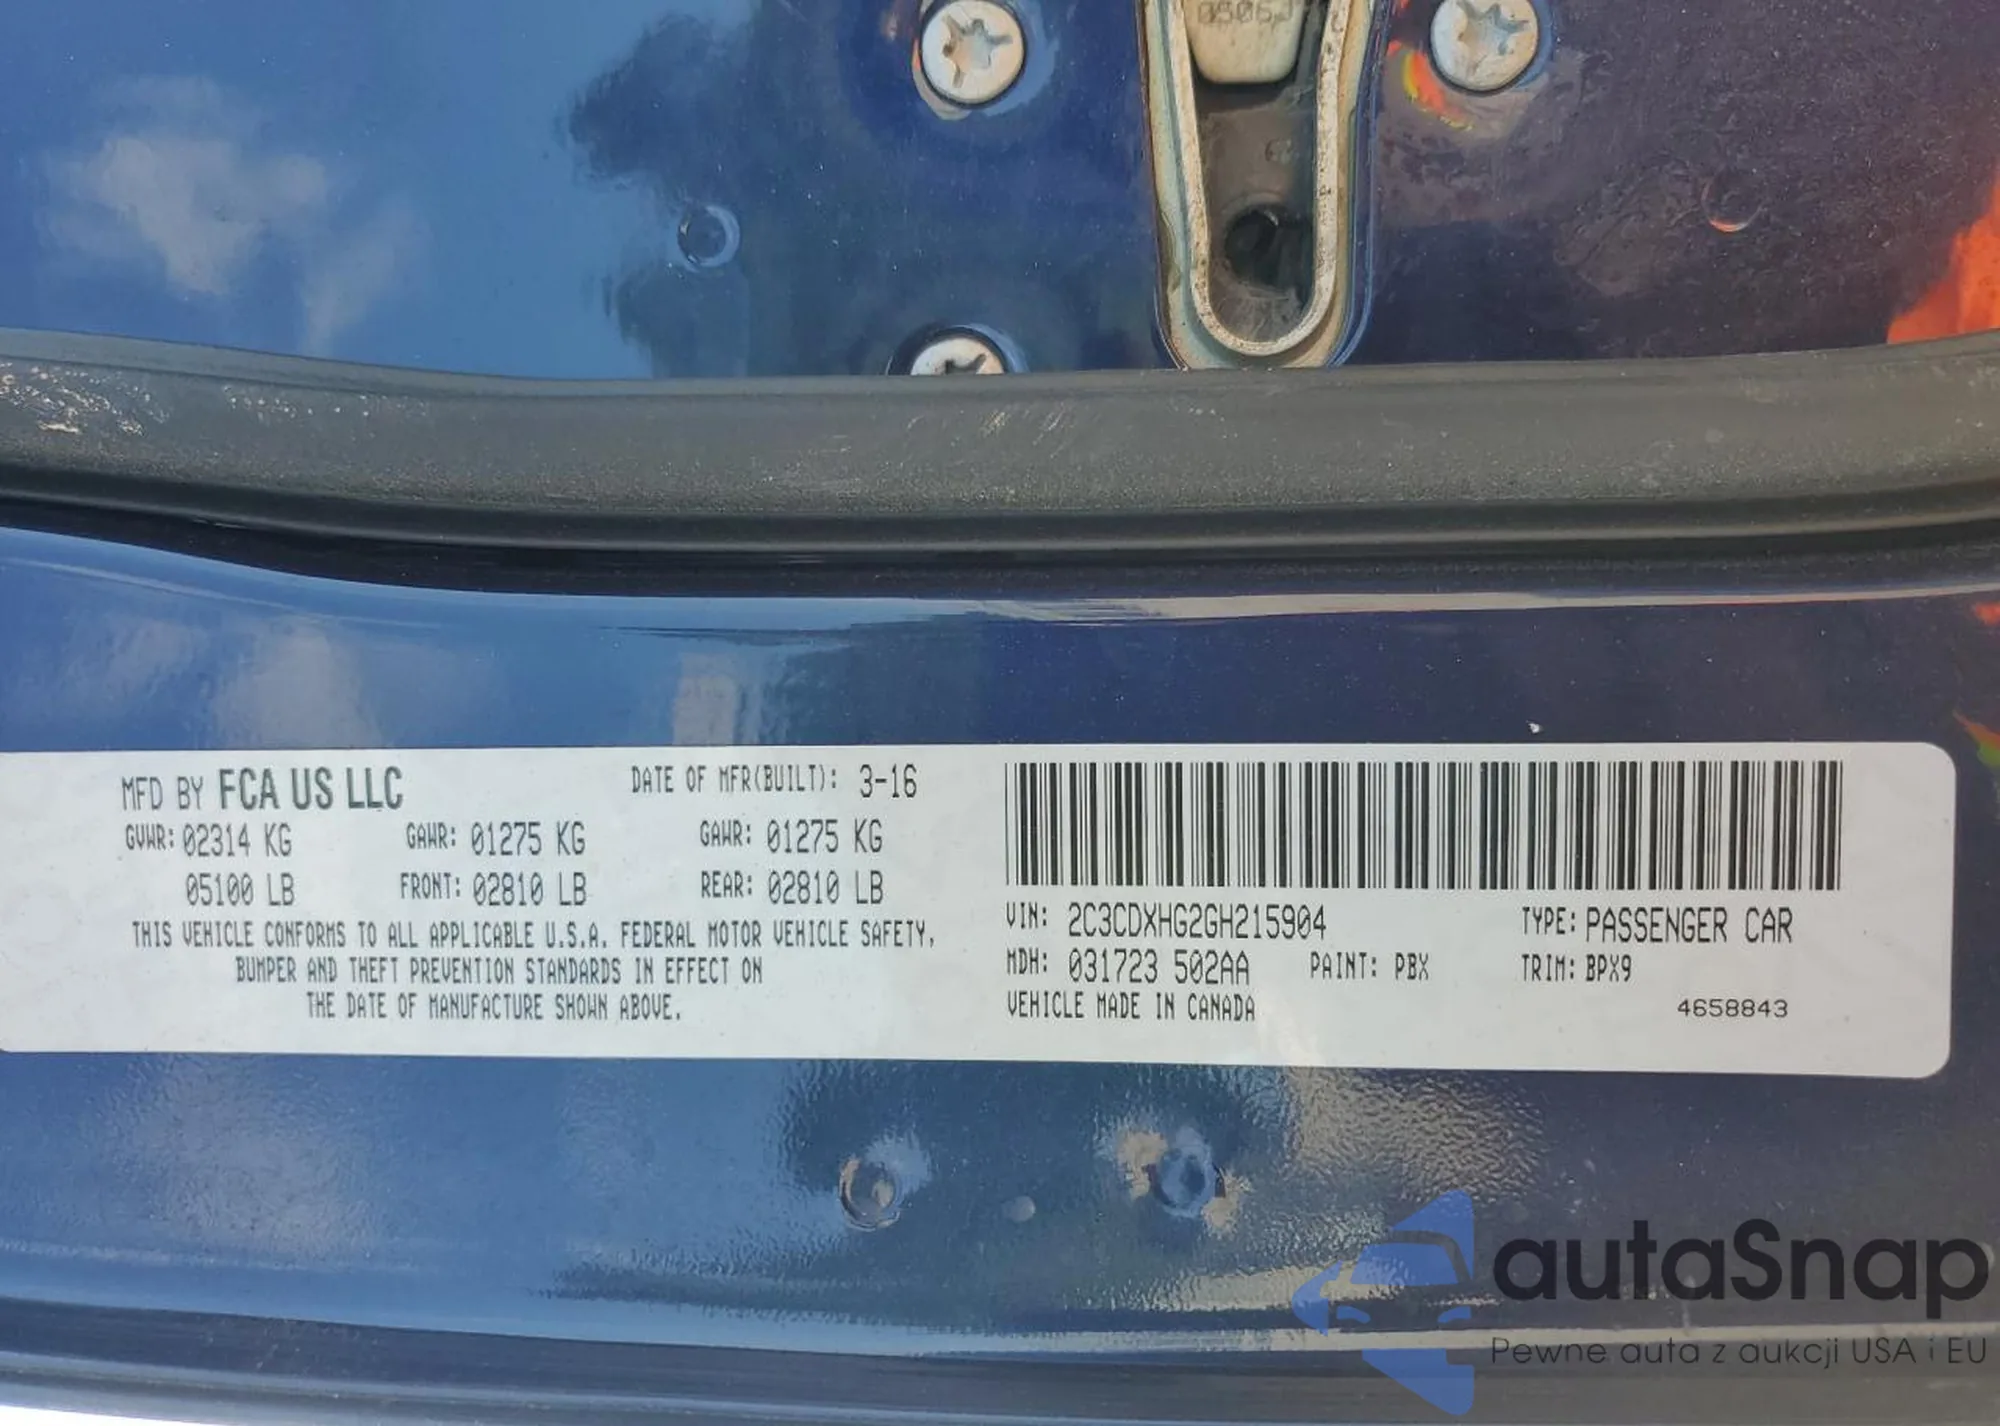 MFD BY FCA US LLC
DATE OF MFR(BUILT): 3-16
GVWR: 02314 KG GAWR: 01275 KG GAWR: 01275 KG
05100 LB FRONT: 02810 LB REAR: 02810 LB
THIS VEHICLE CONFORMS TO ALL APPLICABLE U.S.A. FEDERAL MOTOR VEHICLE SAFETY,
BUMPER AND THEFT PREVENTION STANDARDS IN EFFECT ON
THE DATE OF MANUFACTURE SHOWN ABOVE.
VIN: 2C3CDXHG2GH215904 TYPE: PASSENGER CAR
MDH: 031723 502AA PAINT: PBX TRIM: BPX9
VEHICLE MADE IN CANADA
4658843
autaSnap
Pewne auta z aukcji USA i EU